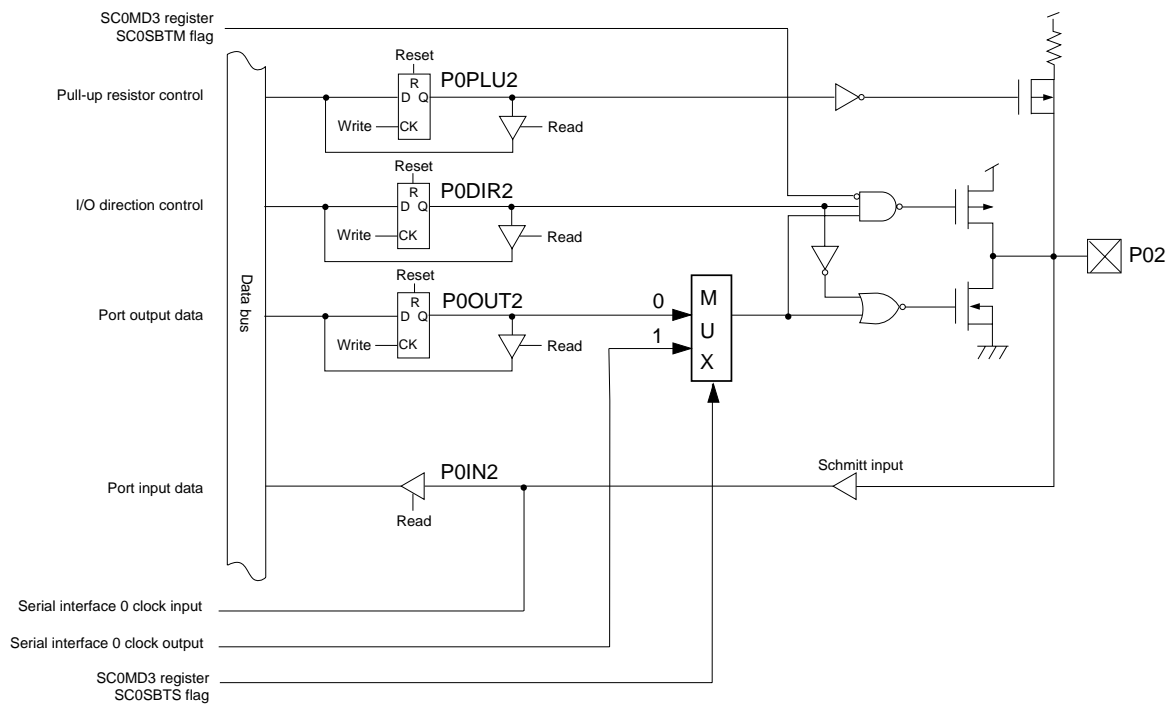 SC0MD3 register
SC0SBTM flag
Reset
Pull-up resistor control
R
P0PLU2
D Q
Write
CK
Read
Reset
I/O direction control
R
P0DIR2
D Q
Write
CK
Read
Data bus
P02
Reset
Port output data
R
P0OUT2
D Q
Write
CK
Read
0
1
M
U
X
Schmitt input
Port input data
P0IN2
Read
Serial interface 0 clock input
Serial interface 0 clock output
SC0MD3 register
SC0SBTS flag